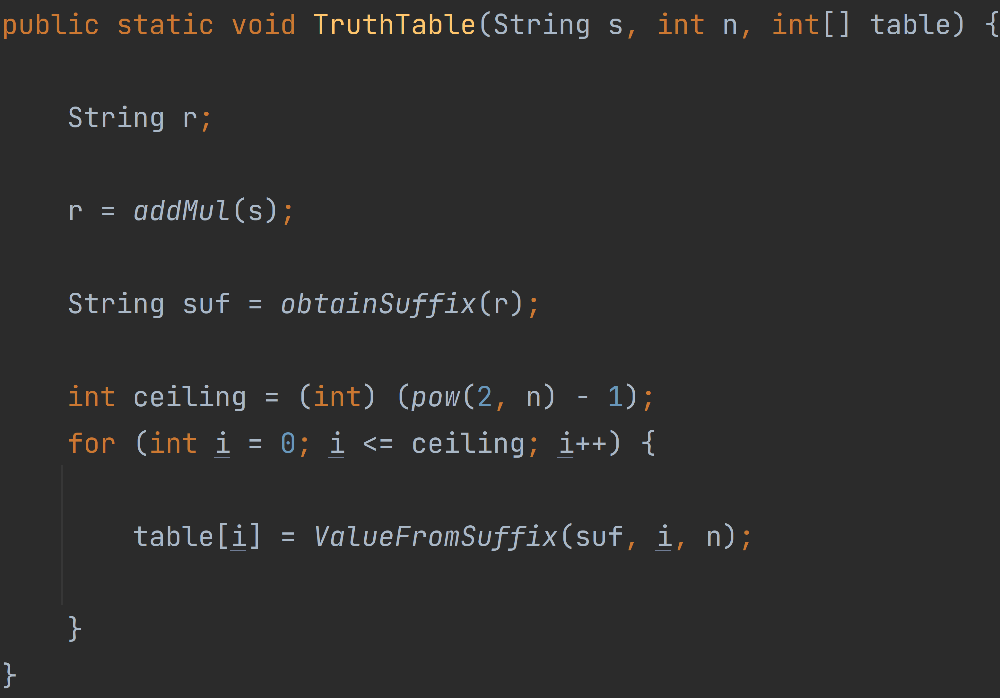 public static void TruthTable(String s, int n, int[] table) {
String r;
r = addMul(s);
String suf = obtainSuffix(r);
int ceiling = (int) (pow(2, n) - 1);
for (int i = 0; i <= ceiling; i++) {
table[i] = ValueFromSuffix(suf, i, n);
}
}